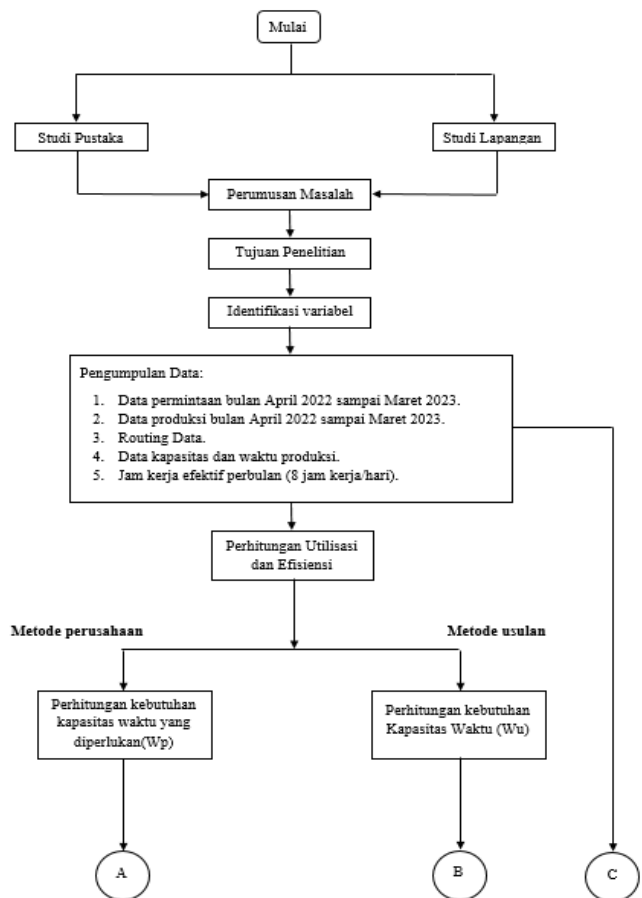 Mulai
Studi Pustaka
Studi Lapangan
Perumusan Masalah
Tujuan Penelitian
Identifikasi variabel
Pengumpulan Data:
1. Data permintaan bulan April 2022 sampai Maret 2023.
2. Data produksi bulan April 2022 sampai Maret 2023.
3. Routing Data.
4. Data kapasitas dan waktu produksi.
5. Jam kerja efektif perbulan (8 jam kerja/hari).
Perhitungan Utilisasi
dan Efisiensi
Metode perusahaan
Metode usulan
Perhitungan kebutuhan
kapasitas waktu yang
diperlukan(Wp)
Perhitungan kebutuhan
Kapasitas Waktu (Wu)
A
B
C